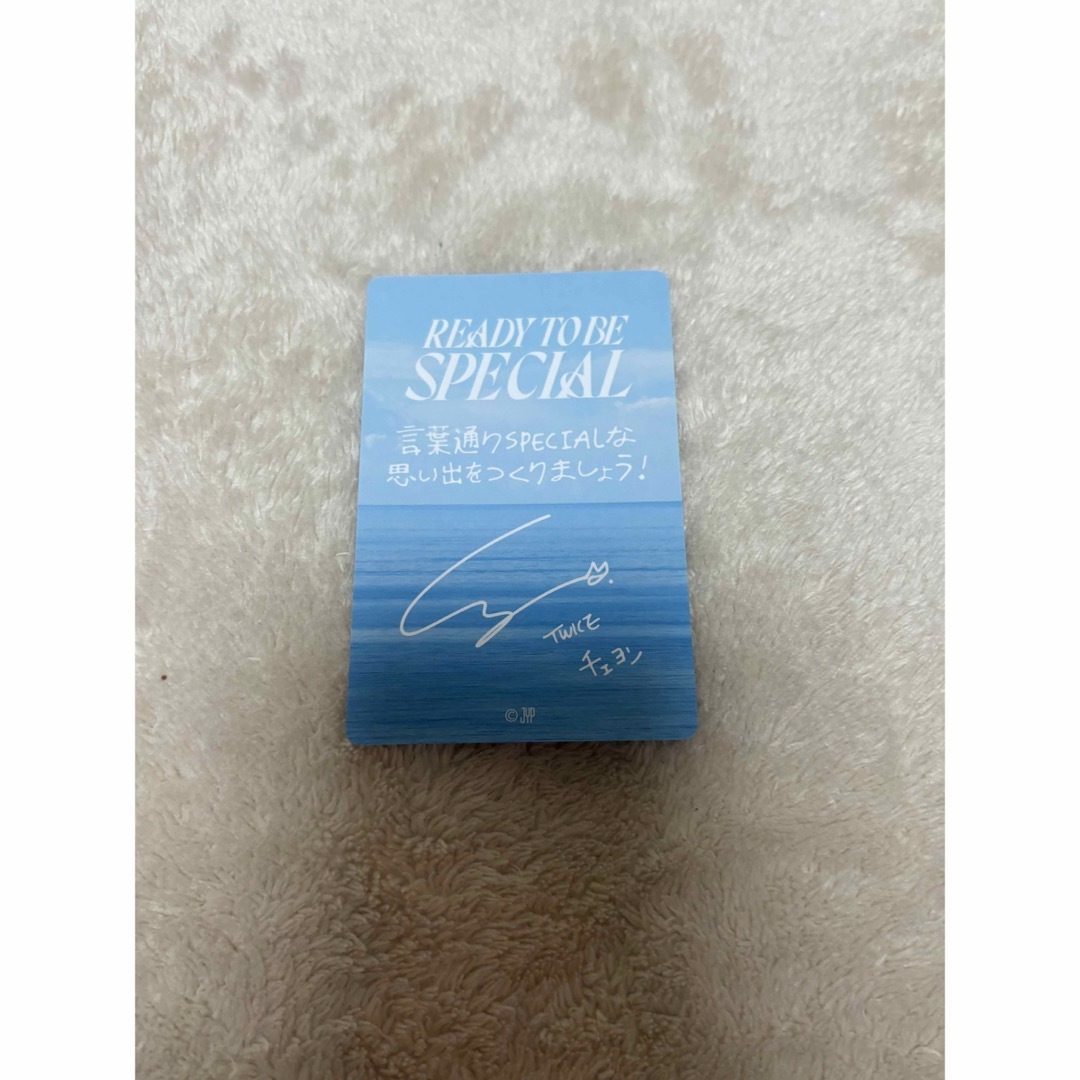 READY TO BE
SPECIAL
言葉通りSPECIALな
思い出をつくりましょう!
TWICE
チェヨン
© JYP